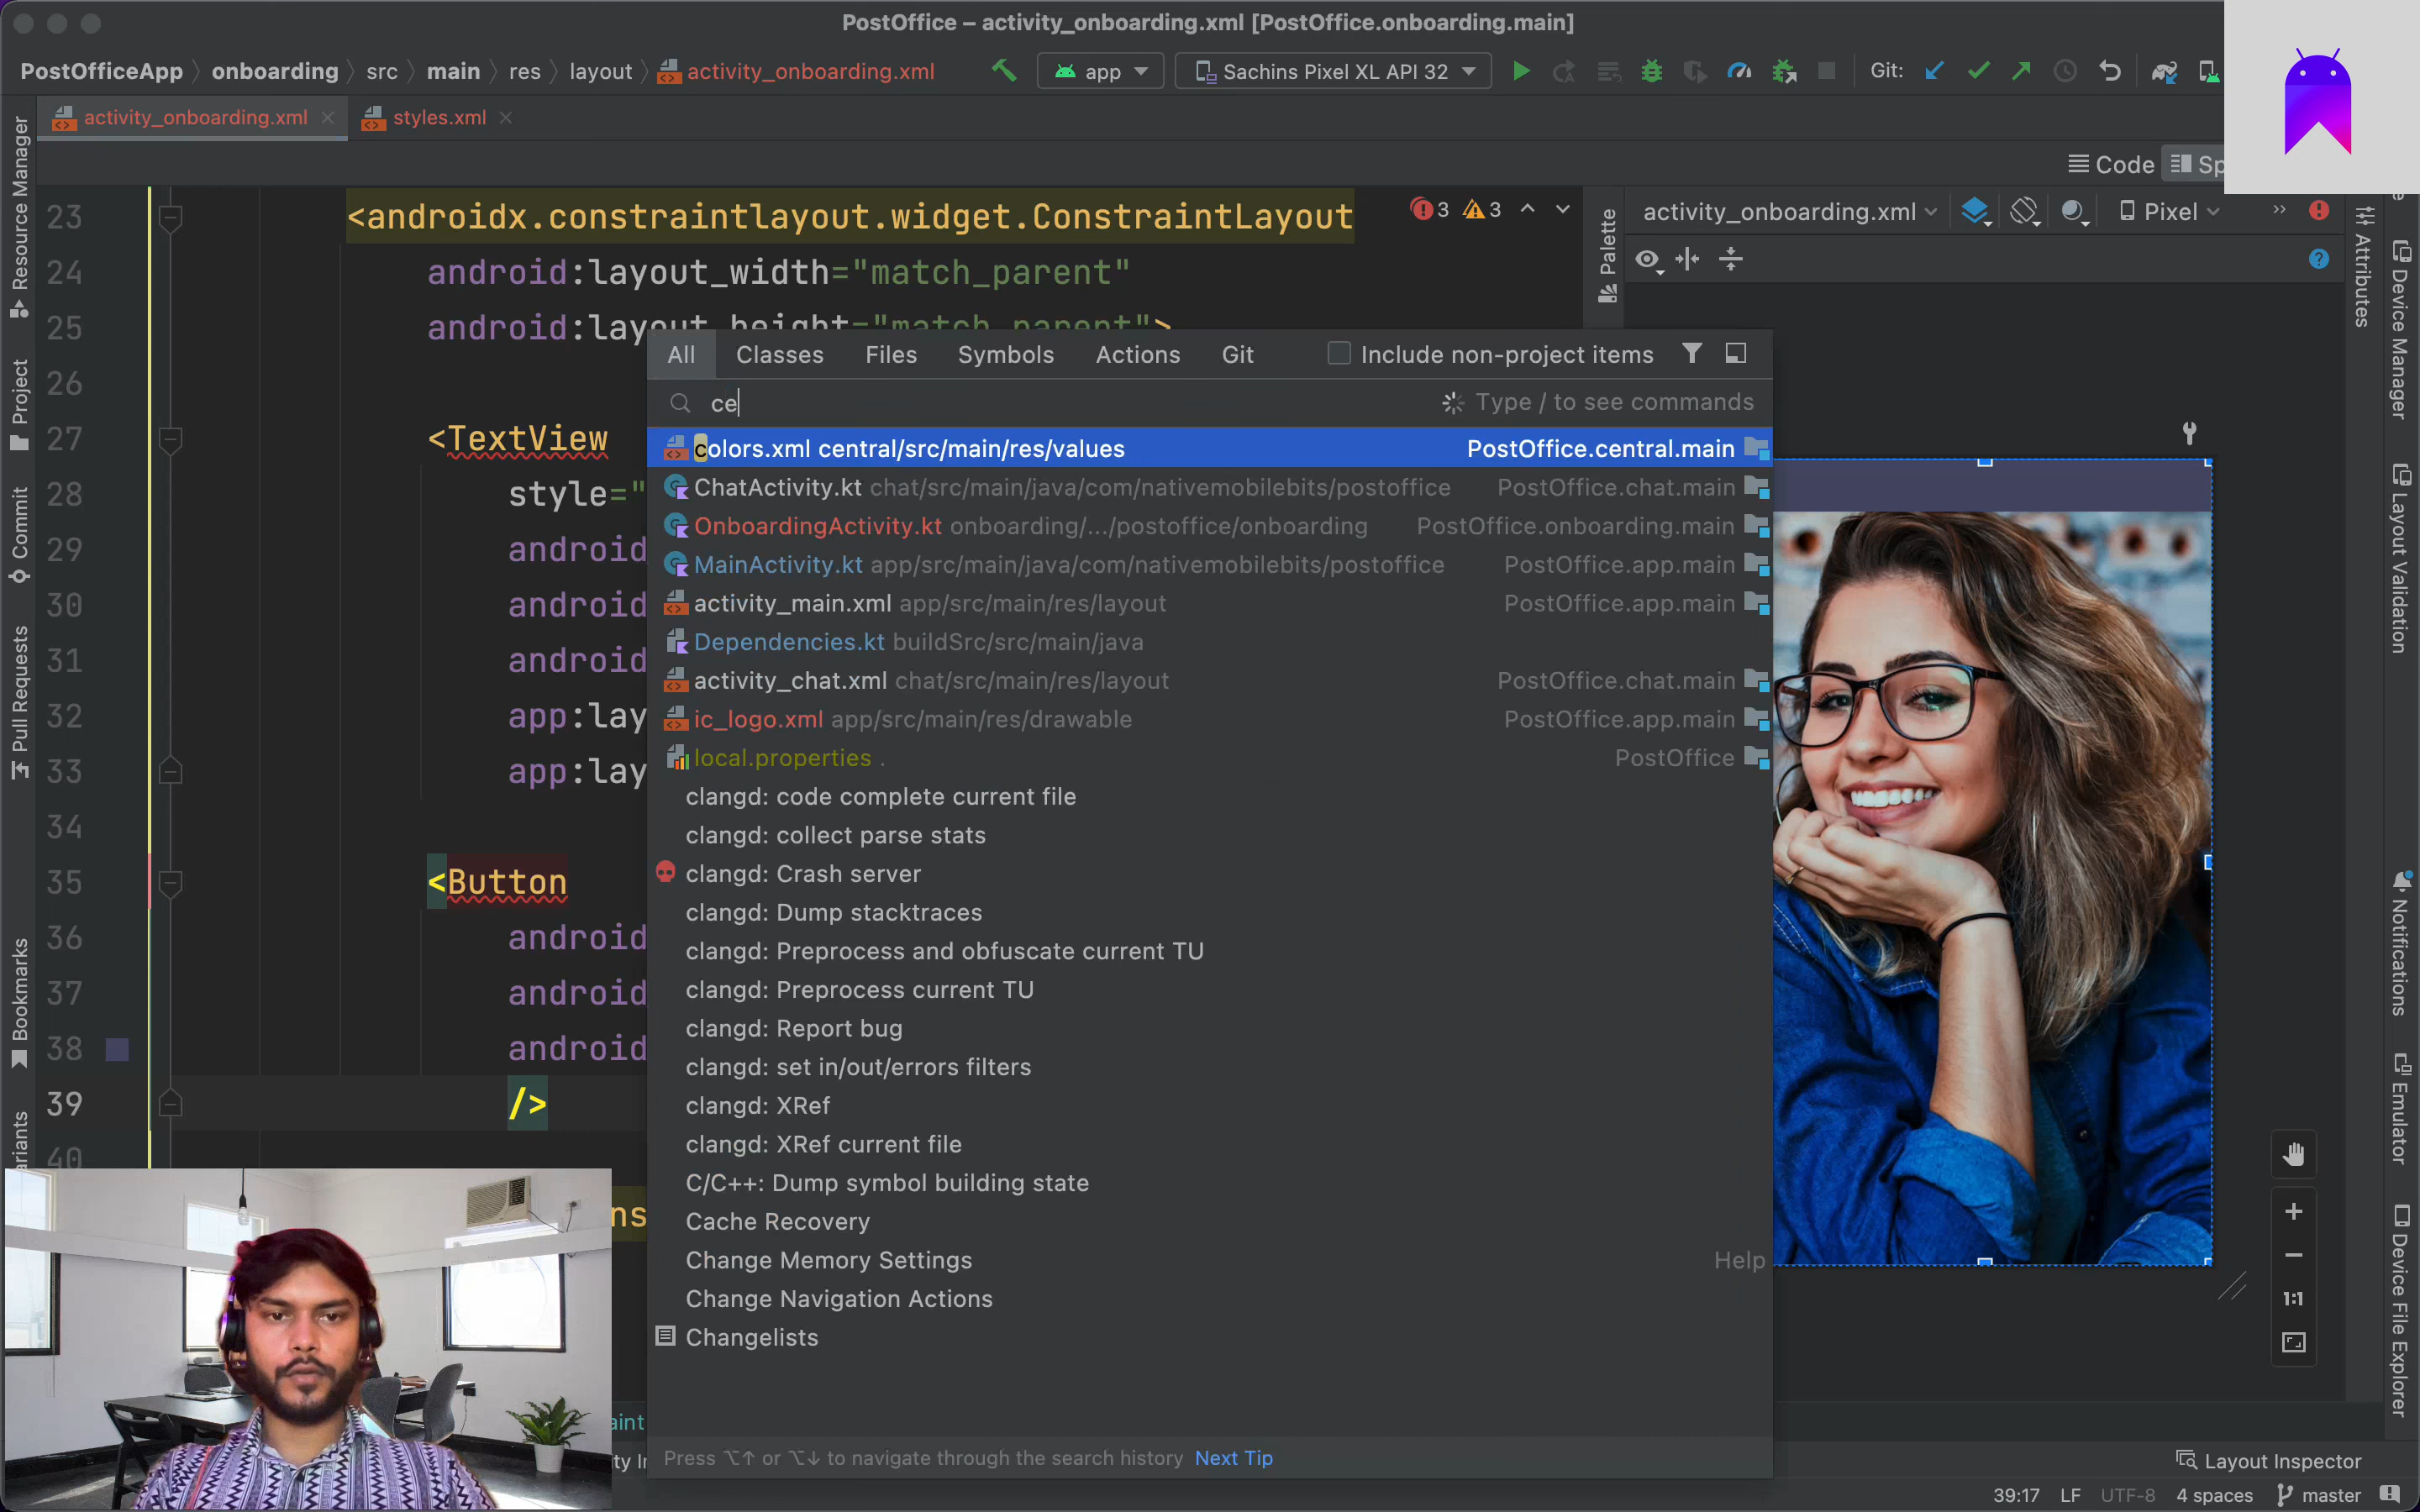 PostOffice – activity_onboarding.xml [PostOffice.onboarding.main]
PostOfficeApp onboarding src main res layout activity_onboarding.xml
app
Sachins Pixel XL API 32
Git:
activity_onboarding.xml
styles.xml
Code
Sp
Resource Manager
Project
Commit
Pull Requests
Bookmarks
23 <androidx.constraintlayout.widget.ConstraintLayout
24 android:layout_width="match_parent"
25 android:layout_height="match_parent">
26
27 <TextView
28 style="
29 android
30 android
31 android
32 app:lay
33 app:lay
34
35 <Button
36 android
37 android
38 android
39 />
40
3 3
Palette
activity_onboarding.xml
Pixel
Attributes
Device Manager
Layout Validation
Notifications
Emulator
Device File Explorer
All Classes Files Symbols Actions Git Include non-project items
ce Type / to see commands
colors.xml central/src/main/res/values PostOffice.central.main
ChatActivity.kt chat/src/main/java/com/nativemobilebits/postoffice PostOffice.chat.main
OnboardingActivity.kt onboarding/.../postoffice/onboarding PostOffice.onboarding.main
MainActivity.kt app/src/main/java/com/nativemobilebits/postoffice PostOffice.app.main
activity_main.xml app/src/main/res/layout PostOffice.app.main
Dependencies.kt buildSrc/src/main/java
activity_chat.xml chat/src/main/res/layout PostOffice.chat.main
ic_logo.xml app/src/main/res/drawable PostOffice.app.main
local.properties . PostOffice
clangd: code complete current file
clangd: collect parse stats
clangd: Crash server
clangd: Dump stacktraces
clangd: Preprocess and obfuscate current TU
clangd: Preprocess current TU
clangd: Report bug
clangd: set in/out/errors filters
clangd: XRef
clangd: XRef current file
C/C++: Dump symbol building state
Cache Recovery
Change Memory Settings Help
Change Navigation Actions
Changelists
Press ⌥↑ or ⌥↓ to navigate through the search history Next Tip
1:1
Layout Inspector
39:17 LF UTF-8 4 spaces master